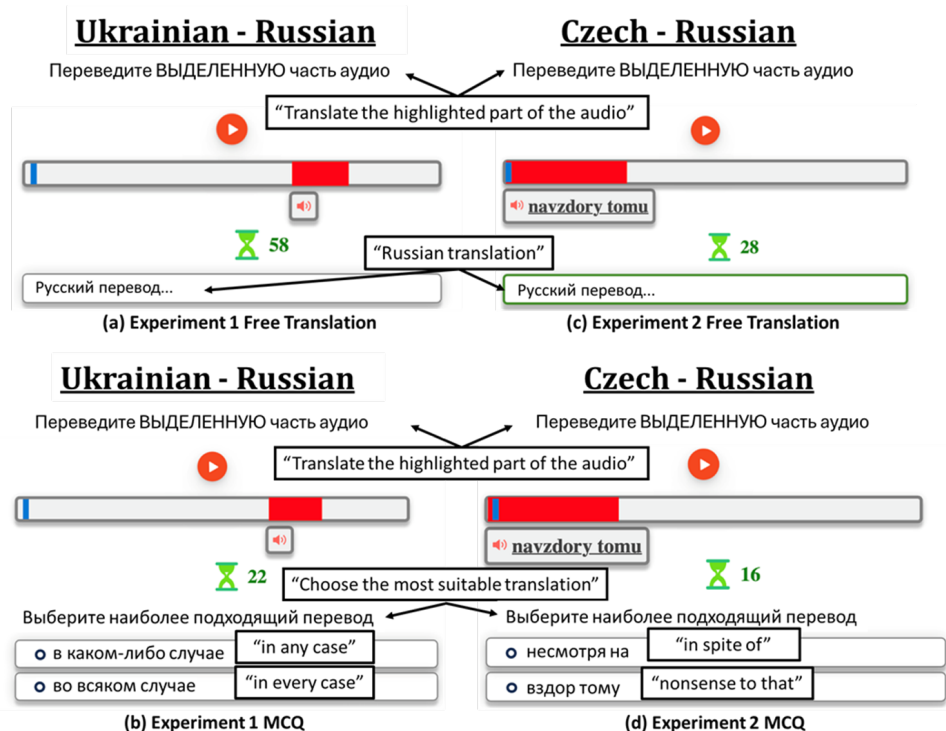 Ukrainian - Russian
Переведите ВЫДЕЛЕННУЮ часть аудио
Czech - Russian
Переведите ВЫДЕЛЕННУЮ часть аудио
“Translate the highlighted part of the audio”
navzdory tomu
58
28
“Russian translation”
Русский перевод...
Русский перевод...
(a) Experiment 1 Free Translation
(c) Experiment 2 Free Translation
Ukrainian - Russian
Переведите ВЫДЕЛЕННУЮ часть аудио
Czech - Russian
Переведите ВЫДЕЛЕННУЮ часть аудио
“Translate the highlighted part of the audio”
navzdory tomu
22
16
“Choose the most suitable translation”
Выберите наиболее подходящий перевод
в каком-либо случае “in any case”
во всяком случае “in every case”
(b) Experiment 1 MCQ
Выберите наиболее подходящий перевод
несмотря на “in spite of”
вздор тому “nonsense to that”
(d) Experiment 2 MCQ